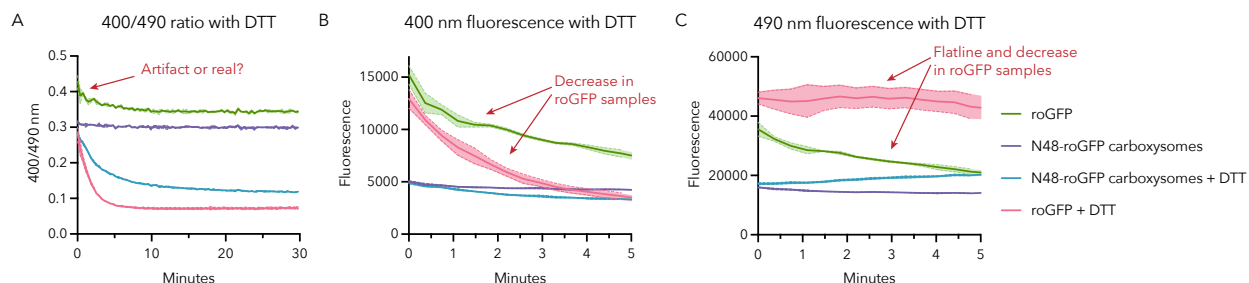 A
400/490 ratio with DTT
0.5
0.4
0.3
0.2
0.1
0.0
400/490 nm
Artifact or real?
0
10
20
30
Minutes
B
400 nm fluorescence with DTT
15000
10000
5000
0
Fluorescence
Decrease in
roGFP samples
0
1
2
3
4
5
Minutes
C
490 nm fluorescence with DTT
60000
40000
20000
0
Fluorescence
Flatline and decrease
in roGFP samples
0
1
2
3
4
5
Minutes
roGFP
N48-roGFP carboxysomes
N48-roGFP carboxysomes + DTT
roGFP + DTT